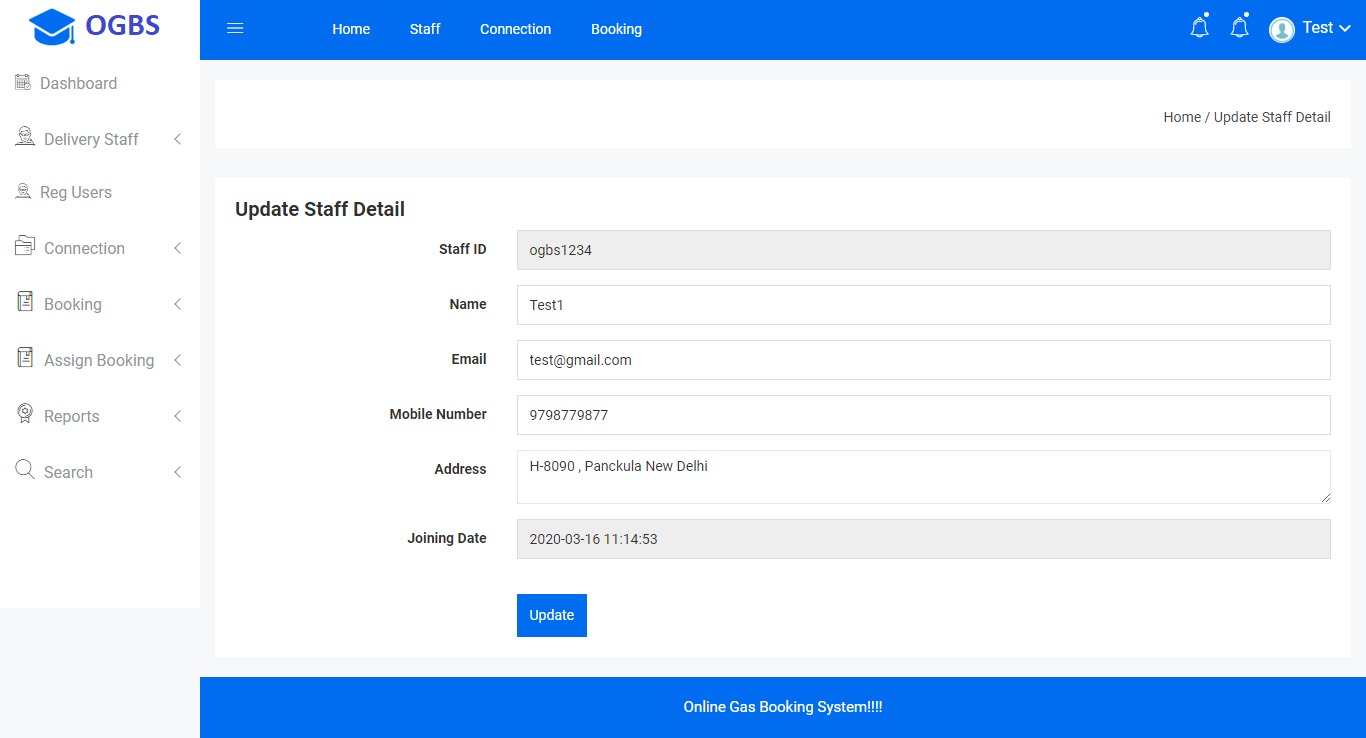 OGBS
Home Staff Connection Booking
Test
Dashboard
Delivery Staff
Reg Users
Connection
Booking
Assign Booking
Reports
Search
Home / Update Staff Detail
Update Staff Detail
Staff ID ogbs1234
Name Test1
Email test@gmail.com
Mobile Number 9798779877
Address H-8090 , Panckula New Delhi
Joining Date 2020-03-16 11:14:53
Update
Online Gas Booking System!!!!